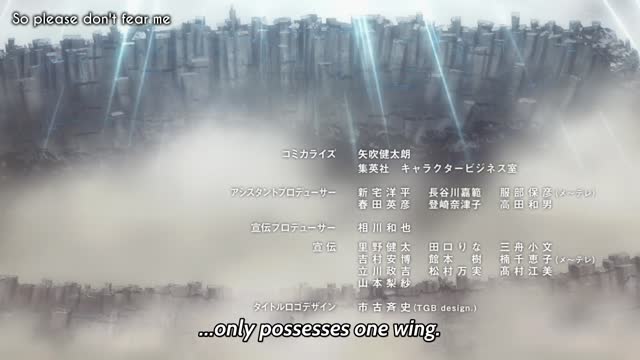 So please don't fear me
コミカライズ 矢吹健太朗
集英社 キャラクタービジネス室
アシスタントプロデューサー 新宅洋平 長谷川嘉範 服部保彦(メ~テレ)
春田英彦 登崎奈津子 高田和男
宣伝プロデューサー 相川和也
宣伝 里野健太 田口りな 三舟小文
吉村安博 館本樹 楠千恵子(メ~テレ)
立川政吉 松村万実 髙村江美
山本梨紗
タイトルロゴデザイン 市古斉史(TGB design.)
...only possesses one wing.